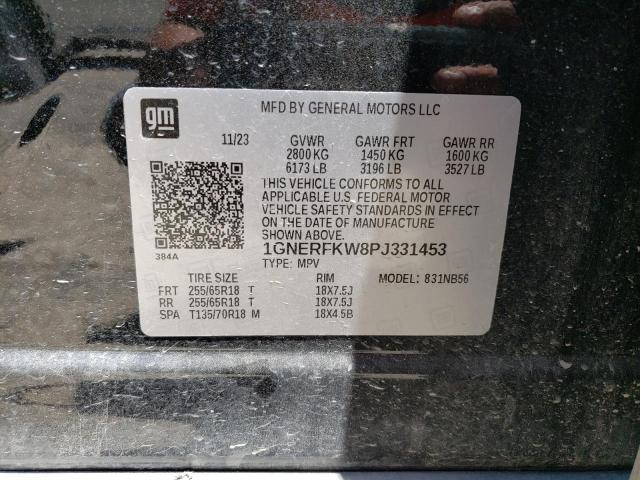 gm
MFD BY GENERAL MOTORS LLC
11/23 GVWR GAWR FRT GAWR RR
2800 KG 1450 KG 1600 KG
6173 LB 3196 LB 3527 LB
THIS VEHICLE CONFORMS TO ALL
APPLICABLE U.S. FEDERAL MOTOR
VEHICLE SAFETY STANDARDS IN EFFECT
ON THE DATE OF MANUFACTURE
SHOWN ABOVE.
384A
1GNERFKW8PJ331453
TYPE: MPV MODEL: 831NB56
TIRE SIZE RIM
FRT 255/65R18 T 18X7.5J
RR 255/65R18 T 18X7.5J
SPA T135/70R18 M 18X4.5B